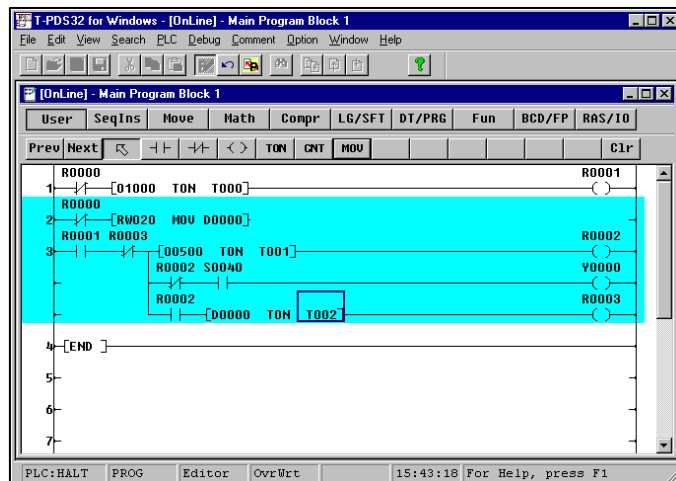 T-PDS32 for Windows - [OnLine] - Main Program Block 1
File Edit View Search PLC Debug Comment Option Window Help
[OnLine] - Main Program Block 1
User SeqIns Move Math Compr LG/SFT DT/PRG Fun BCD/FP RAS/IO
Prev Next TON CNT MOV Clr
R0000 R0001
1 [01000 TON T000]
R0000
2 [RW020 MOV D0000]
R0001 R0003 R0002
3 [00500 TON T001]
R0002 S0040 Y0000
R0002 R0003
[D0000 TON T002]
4 [END ]
5
6
7
PLC:HALT PROG Editor OvrWrt 15:43:18 For Help, press F1